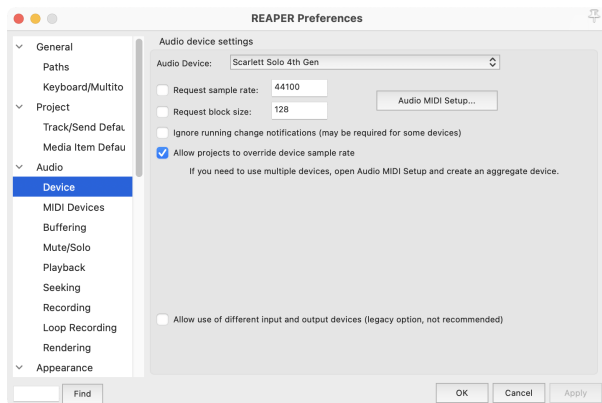 REAPER Preferences
General
Paths
Keyboard/Multito
Project
Track/Send Defau
Media Item Defau
Audio
Device
MIDI Devices
Buffering
Mute/Solo
Playback
Seeking
Recording
Loop Recording
Rendering
Appearance
Find
Audio device settings
Audio Device: Scarlett Solo 4th Gen
Request sample rate: 44100
Request block size: 128
Audio MIDI Setup...
Ignore running change notifications (may be required for some devices)
Allow projects to override device sample rate
If you need to use multiple devices, open Audio MIDI Setup and create an aggregate device.
Allow use of different input and output devices (legacy option, not recommended)
OK Cancel Apply